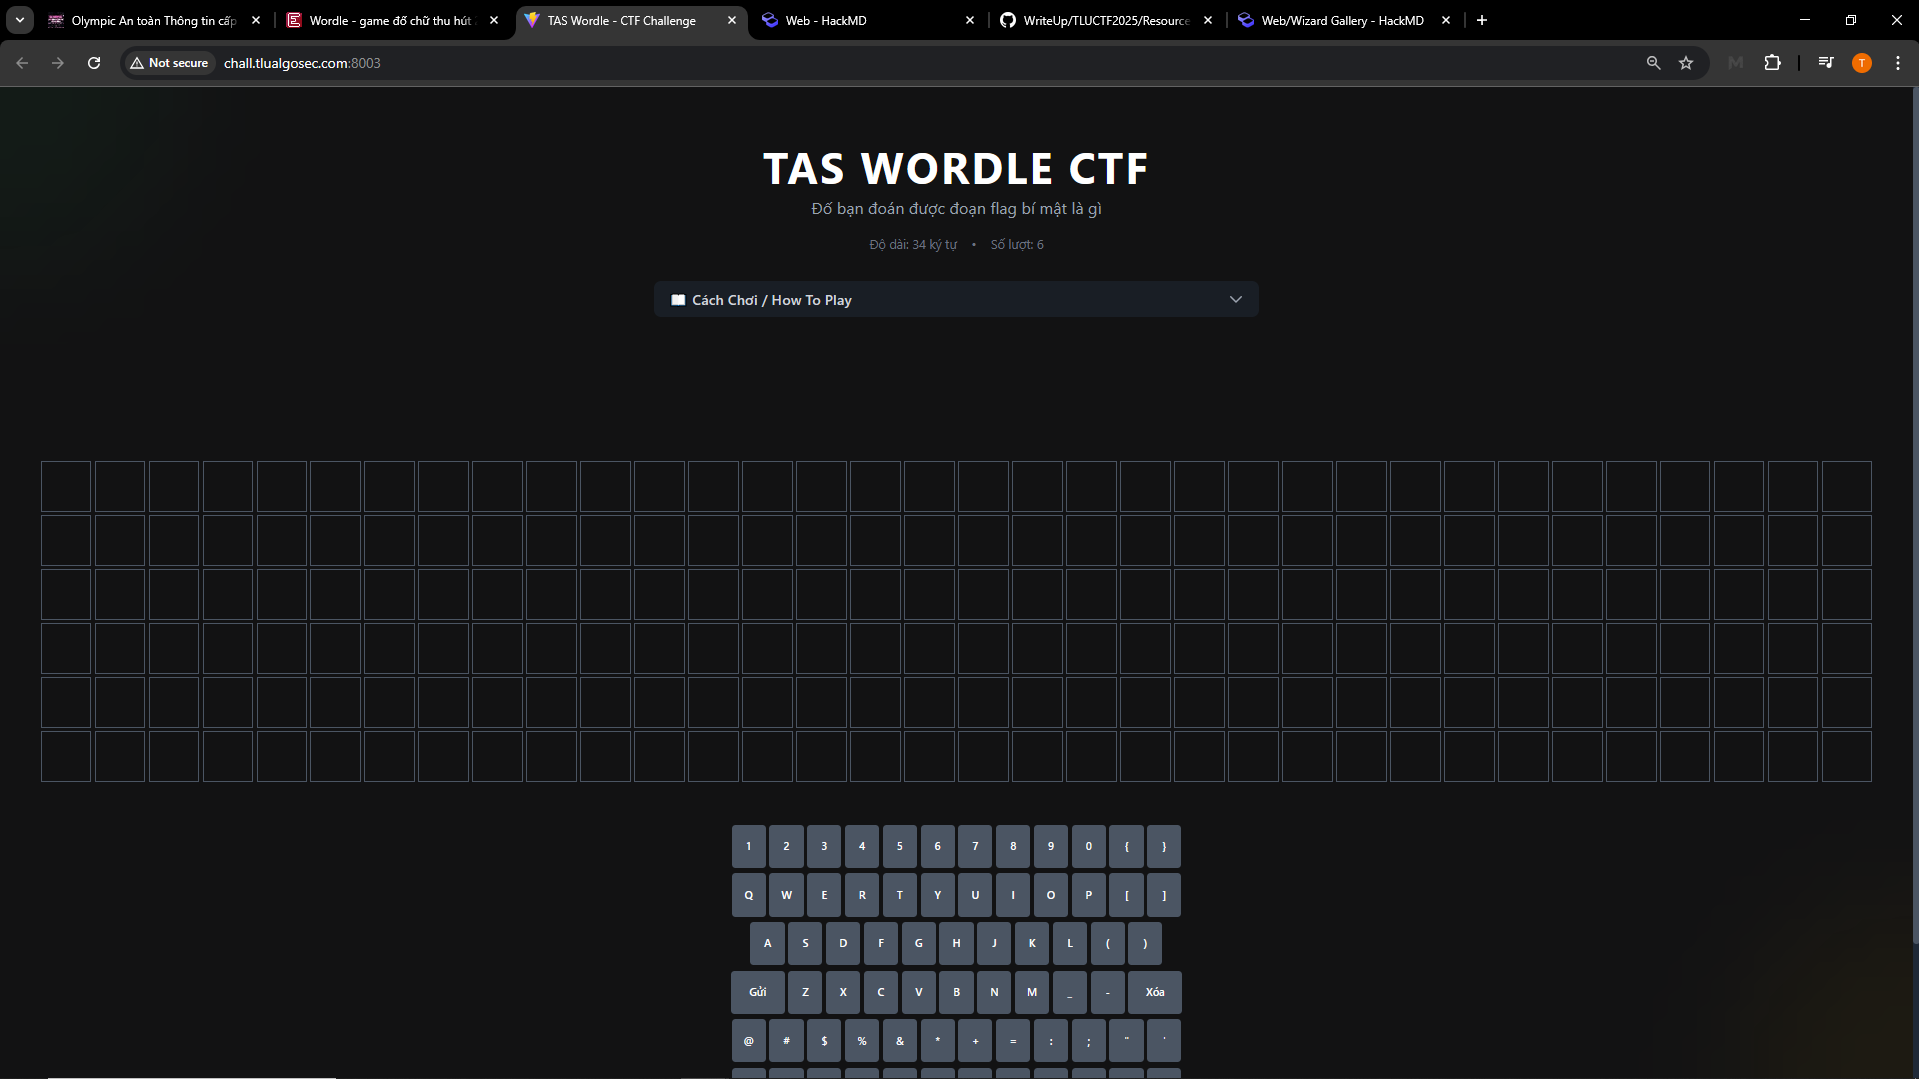 Olympic An toàn Thông tin cấp
Wordle - game đố chữ thu hút
TAS Wordle - CTF Challenge
Web - HackMD
WriteUp/TLUCTF2025/Resource
Web/Wizard Gallery - HackMD
Not secure
chall.tlualgosec.com:8003
T
TAS WORDLE CTF
Đố bạn đoán được đoạn flag bí mật là gì
Độ dài: 34 ký tự • Số lượt: 6
Cách Chơi / How To Play
1 2 3 4 5 6 7 8 9 0 { }
Q W E R T Y U I O P [ ]
A S D F G H J K L ( )
Gửi Z X C V B N M _ - Xóa
@ # $ % & * + = : ; " '